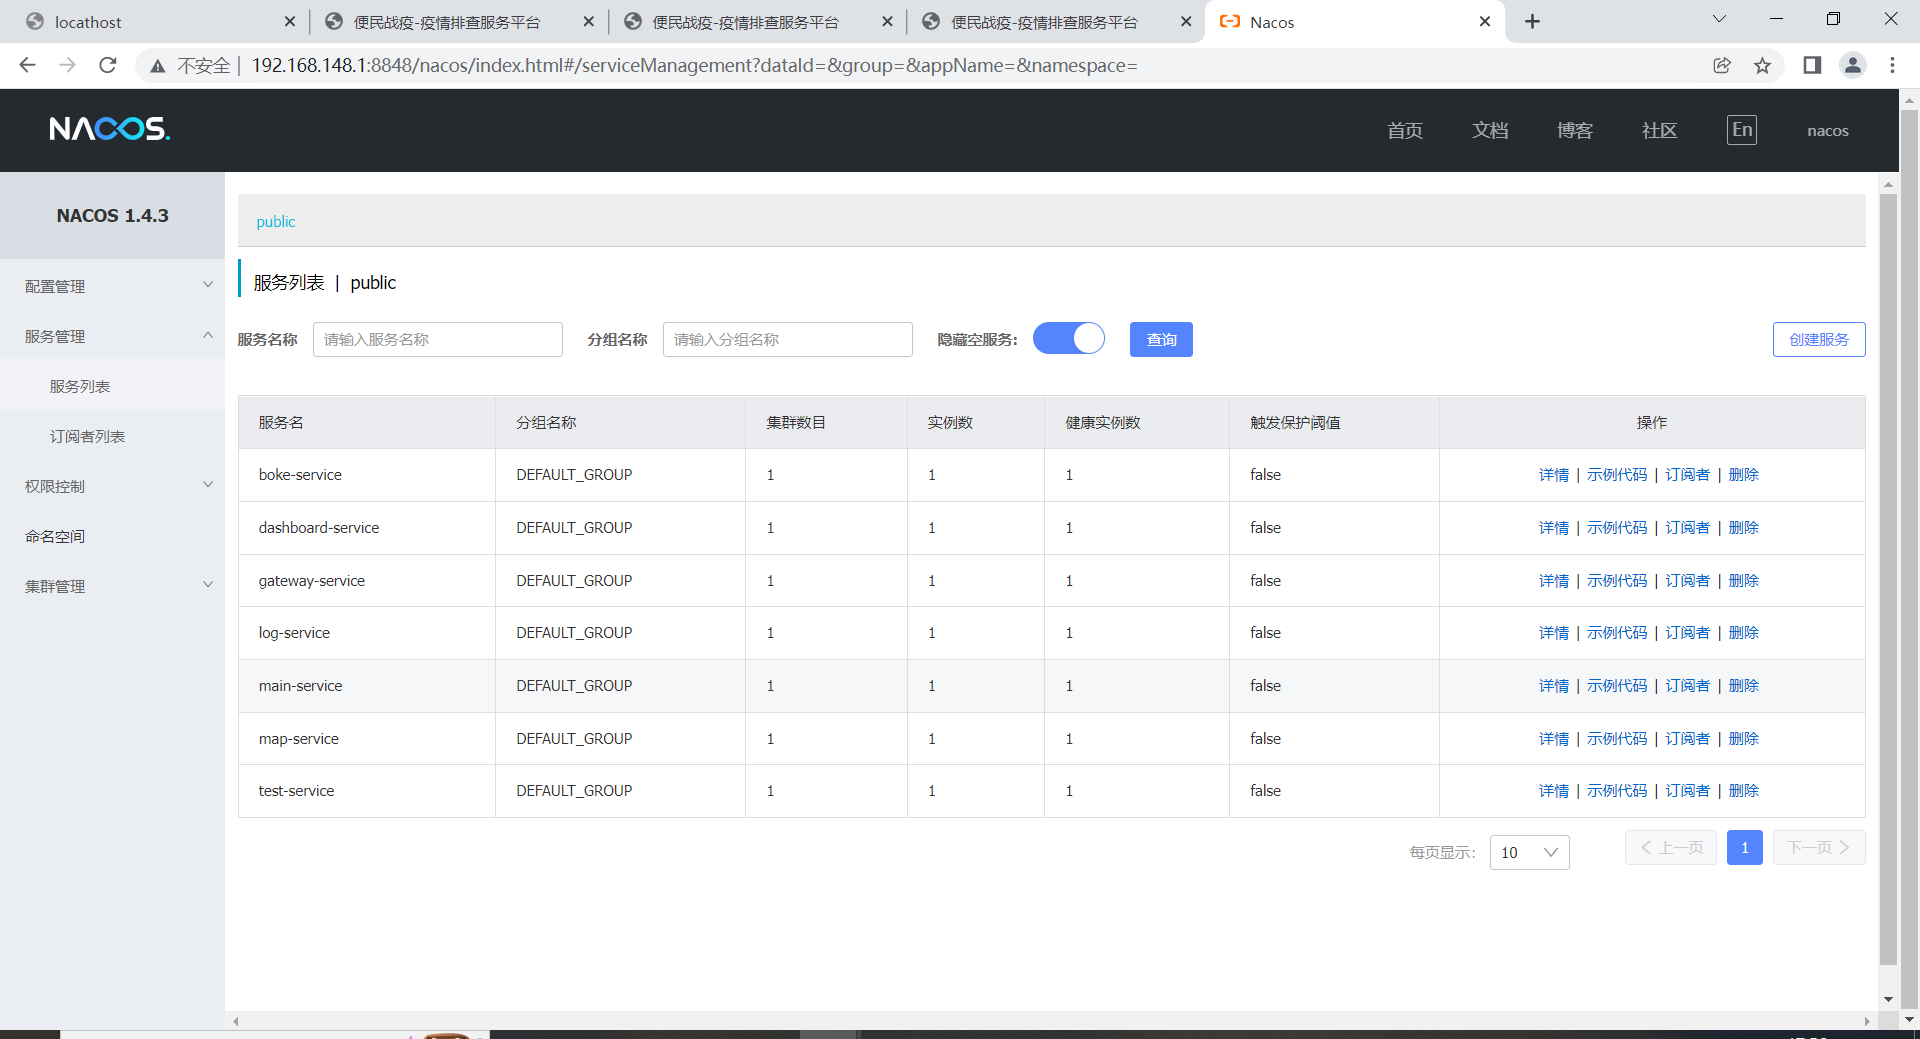 locathost
便民战疫-疫情排查服务平台
便民战疫-疫情排查服务平台
便民战疫-疫情排查服务平台
Nacos
不安全 | 192.168.148.1:8848/nacos/index.html#/serviceManagement?dataId=&group=&appName=&namespace=
NACOS.
首页 文档 博客 社区 En nacos
NACOS 1.4.3
配置管理
服务管理
服务列表
订阅者列表
权限控制
命名空间
集群管理
public
服务列表 | public
服务名称 请输入服务名称 分组名称 请输入分组名称 隐藏空服务: 查询 创建服务
服务名 分组名称 集群数目 实例数 健康实例数 触发保护阈值 操作
boke-service DEFAULT_GROUP 1 1 1 false 详情 | 示例代码 | 订阅者 | 删除
dashboard-service DEFAULT_GROUP 1 1 1 false 详情 | 示例代码 | 订阅者 | 删除
gateway-service DEFAULT_GROUP 1 1 1 false 详情 | 示例代码 | 订阅者 | 删除
log-service DEFAULT_GROUP 1 1 1 false 详情 | 示例代码 | 订阅者 | 删除
main-service DEFAULT_GROUP 1 1 1 false 详情 | 示例代码 | 订阅者 | 删除
map-service DEFAULT_GROUP 1 1 1 false 详情 | 示例代码 | 订阅者 | 删除
test-service DEFAULT_GROUP 1 1 1 false 详情 | 示例代码 | 订阅者 | 删除
每页显示: 10 上一页 1 下一页